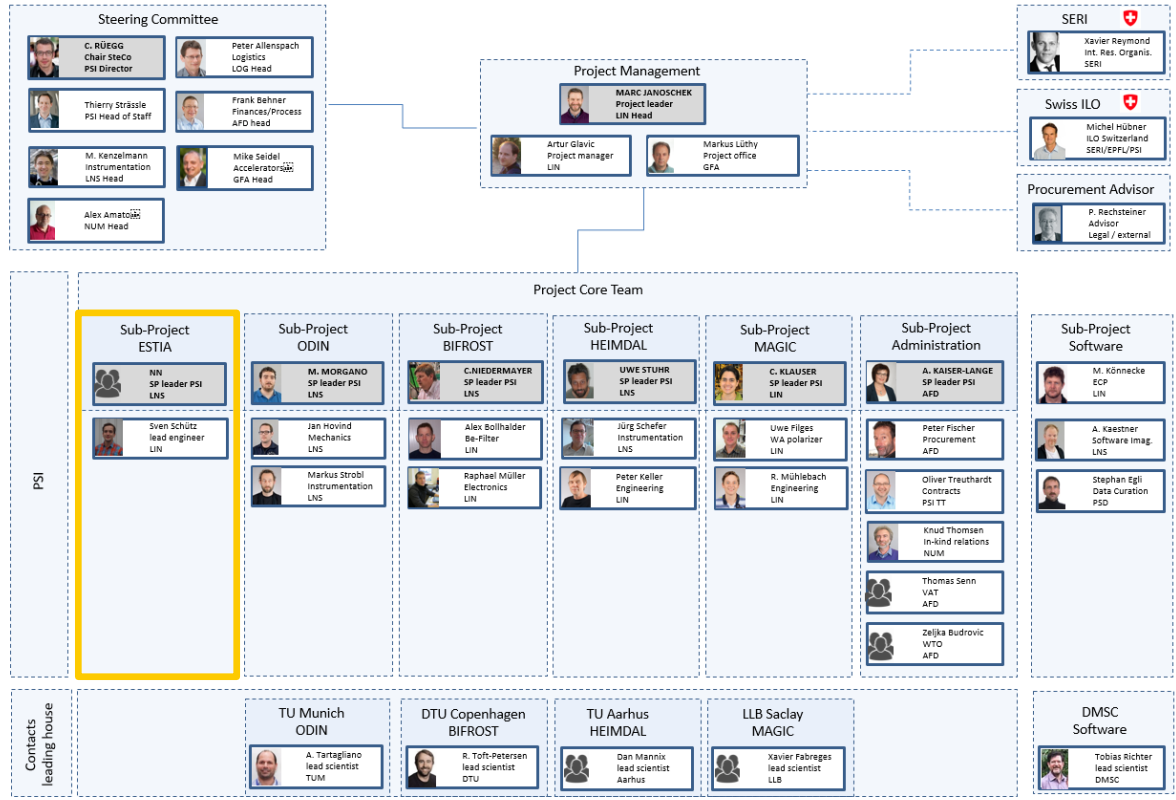 Steering Committee
C. RÜEGG
Chair SteCo
PSI Director
Peter Allenspach
Logistics
LOG Head
Thierry Strässle
PSI Head of Staff
Frank Behner
Finances/Process
AFD head
M. Kenzelmann
Instrumentation
LNS Head
Mike Seidel
Accelerators
GFA Head
Alex Amato
NUM Head
Project Management
MARC JANOSCHEK
Project leader
LIN Head
Artur Glavic
Project manager
LIN
Markus Lüthy
Project office
GFA
SERI
Xavier Reymond
Int. Res. Organis.
SERI
Swiss ILO
Michel Hübner
ILO Switzerland
SERI/EPFL/PSI
Procurement Advisor
P. Rechsteiner
Advisor
Legal / external
PSI
Project Core Team
Sub-Project
ESTIA
NN
SP leader PSI
LNS
Sven Schütz
lead engineer
LIN
Sub-Project
ODIN
M. MORGANO
SP leader PSI
LNS
Jan Hovind
Mechanics
LNS
Markus Strobl
Instrumentation
LNS
Sub-Project
BIFROST
C.NIEDERMAYER
SP leader PSI
LNS
Alex Bollhalder
Be-Filter
LIN
Raphael Müller
Electronics
LIN
Sub-Project
HEIMDAL
UWE STUHR
SP leader PSI
LNS
Jürg Schefer
Instrumentation
LNS
Peter Keller
Engineering
LIN
Sub-Project
MAGIC
C. KLAUSER
SP leader PSI
LIN
Uwe Filges
WA polarizer
LIN
R. Mühlebach
Engineering
LIN
Sub-Project
Administration
A. KAISER-LANGE
SP leader PSI
AFD
Peter Fischer
Procurement
AFD
Oliver Treuthardt
Contracts
PSI TT
Knud Thomsen
In-kind relations
NUM
Thomas Senn
VAT
AFD
Zeljka Budrovic
WTO
AFD
Sub-Project
Software
M. Könnecke
ECP
LIN
A. Kaestner
Software Imag.
LNS
Stephan Egli
Data Curation
PSD
Contacts
leading house
TU Munich
ODIN
A. Tartagliano
lead scientist
TUM
DTU Copenhagen
BIFROST
R. Toft-Petersen
lead scientist
DTU
TU Aarhus
HEIMDAL
Dan Mannix
lead scientist
Aarhus
LLB Saclay
MAGIC
Xavier Fabreges
lead scientist
LLB
DMSC
Software
Tobias Richter
lead scientist
DMSC